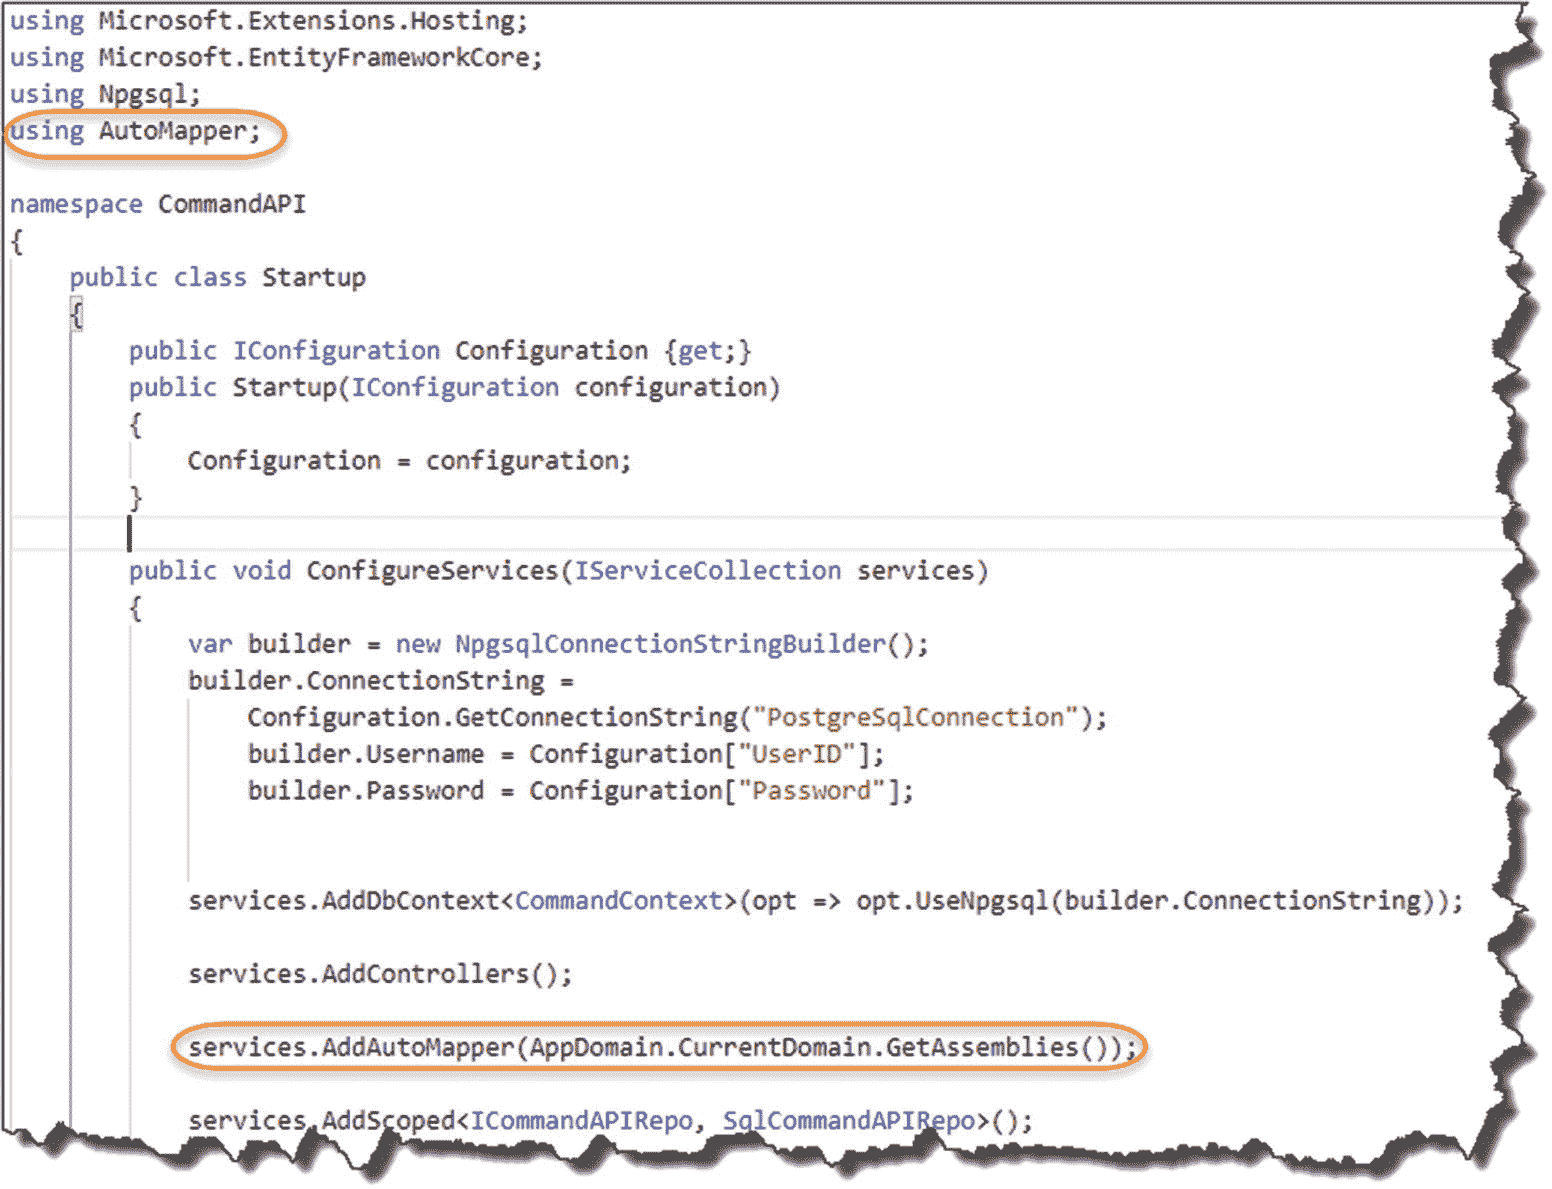 using Microsoft.Extensions.Hosting;
using Microsoft.EntityFrameworkCore;
using Npgsql;
using AutoMapper;
namespace CommandAPI
{
public class Startup
{
public IConfiguration Configuration {get;}
public Startup(IConfiguration configuration)
{
Configuration = configuration;
}
public void ConfigureServices(IServiceCollection services)
{
var builder = new NpgsqlConnectionStringBuilder();
builder.ConnectionString =
Configuration.GetConnectionString("PostgreSqlConnection");
builder.Username = Configuration["UserID"];
builder.Password = Configuration["Password"];
services.AddDbContext<CommandContext>(opt => opt.UseNpgsql(builder.ConnectionString));
services.AddControllers();
services.AddAutoMapper(AppDomain.CurrentDomain.GetAssemblies());
services.AddScoped<ICommandAPIRepo, SqlCommandAPIRepo>();